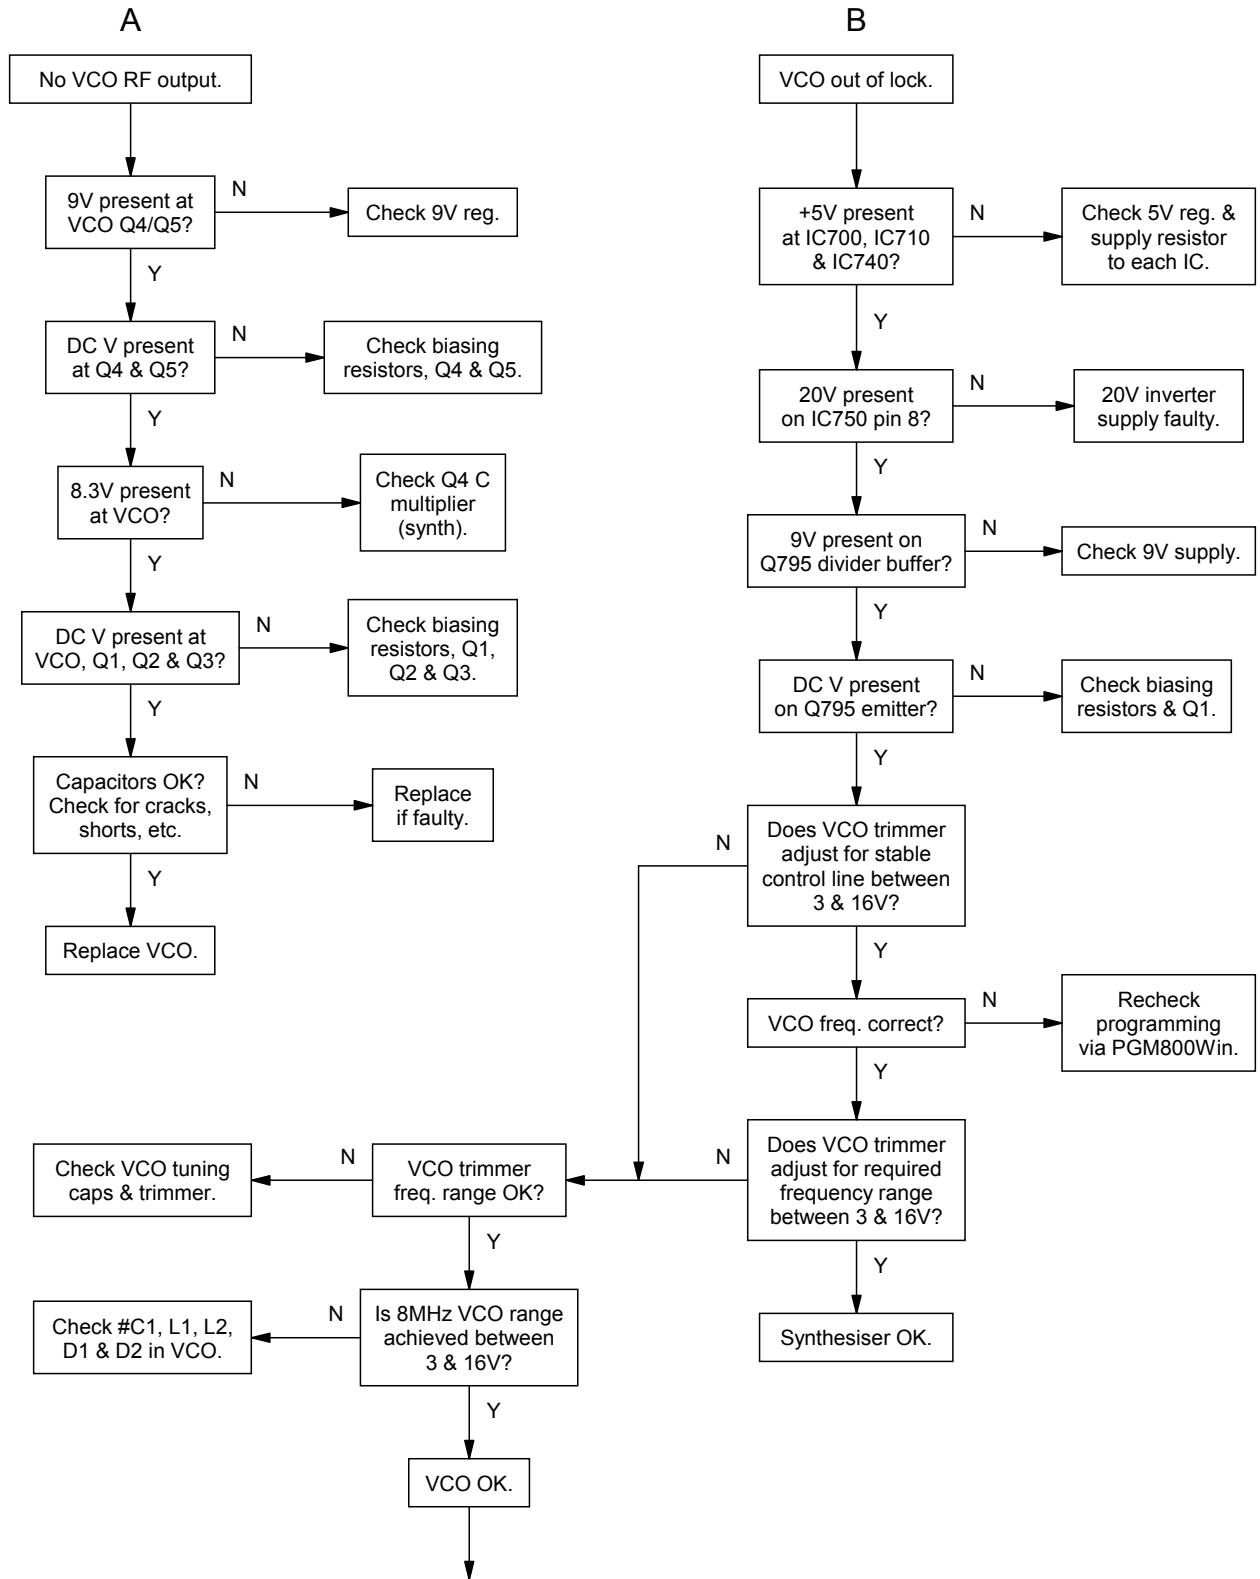 A
No VCO RF output.
9V present at
VCO Q4/Q5?
N
Check 9V reg.
Y
DC V present
at Q4 & Q5?
N
Check biasing
resistors, Q4 & Q5.
Y
8.3V present
at VCO?
N
Check Q4 C
multiplier
(synth).
Y
DC V present at
VCO, Q1, Q2 & Q3?
N
Check biasing
resistors, Q1,
Q2 & Q3.
Y
Capacitors OK?
Check for cracks,
shorts, etc.
N
Replace
if faulty.
Y
Replace VCO.
B
VCO out of lock.
+5V present
at IC700, IC710
& IC740?
N
Check 5V reg. &
supply resistor
to each IC.
Y
20V present
on IC750 pin 8?
N
20V inverter
supply faulty.
Y
9V present on
Q795 divider buffer?
N
Check 9V supply.
Y
DC V present
on Q795 emitter?
N
Check biasing
resistors & Q1.
Y
Does VCO trimmer
adjust for stable
control line between
3 & 16V?
N
Y
VCO freq. correct?
N
Recheck
programming
via PGM800Win.
Y
Does VCO trimmer
adjust for required
frequency range
between 3 & 16V?
N
Y
Synthesiser OK.
VCO trimmer
freq. range OK?
N
Check VCO tuning
caps & trimmer.
Y
Is 8MHz VCO range
achieved between
3 & 16V?
N
Check #C1, L1, L2,
D1 & D2 in VCO.
Y
VCO OK.